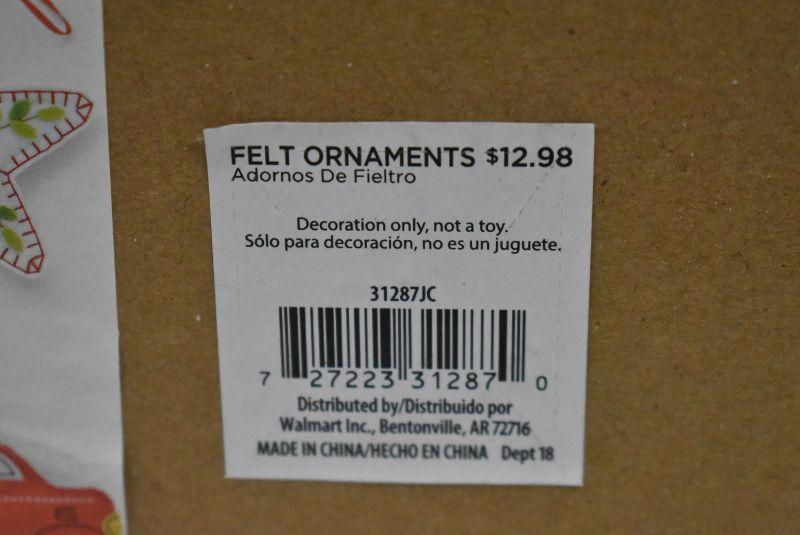 FELT ORNAMENTS $12.98
Adornos De Fieltro
Decoration only, not a toy.
Sólo para decoración, no es un juguete.
31287JC
7 27223 31287 0
Distributed by/Distribuido por
Walmart Inc., Bentonville, AR 72716
MADE IN CHINA/HECHO EN CHINA Dept 18